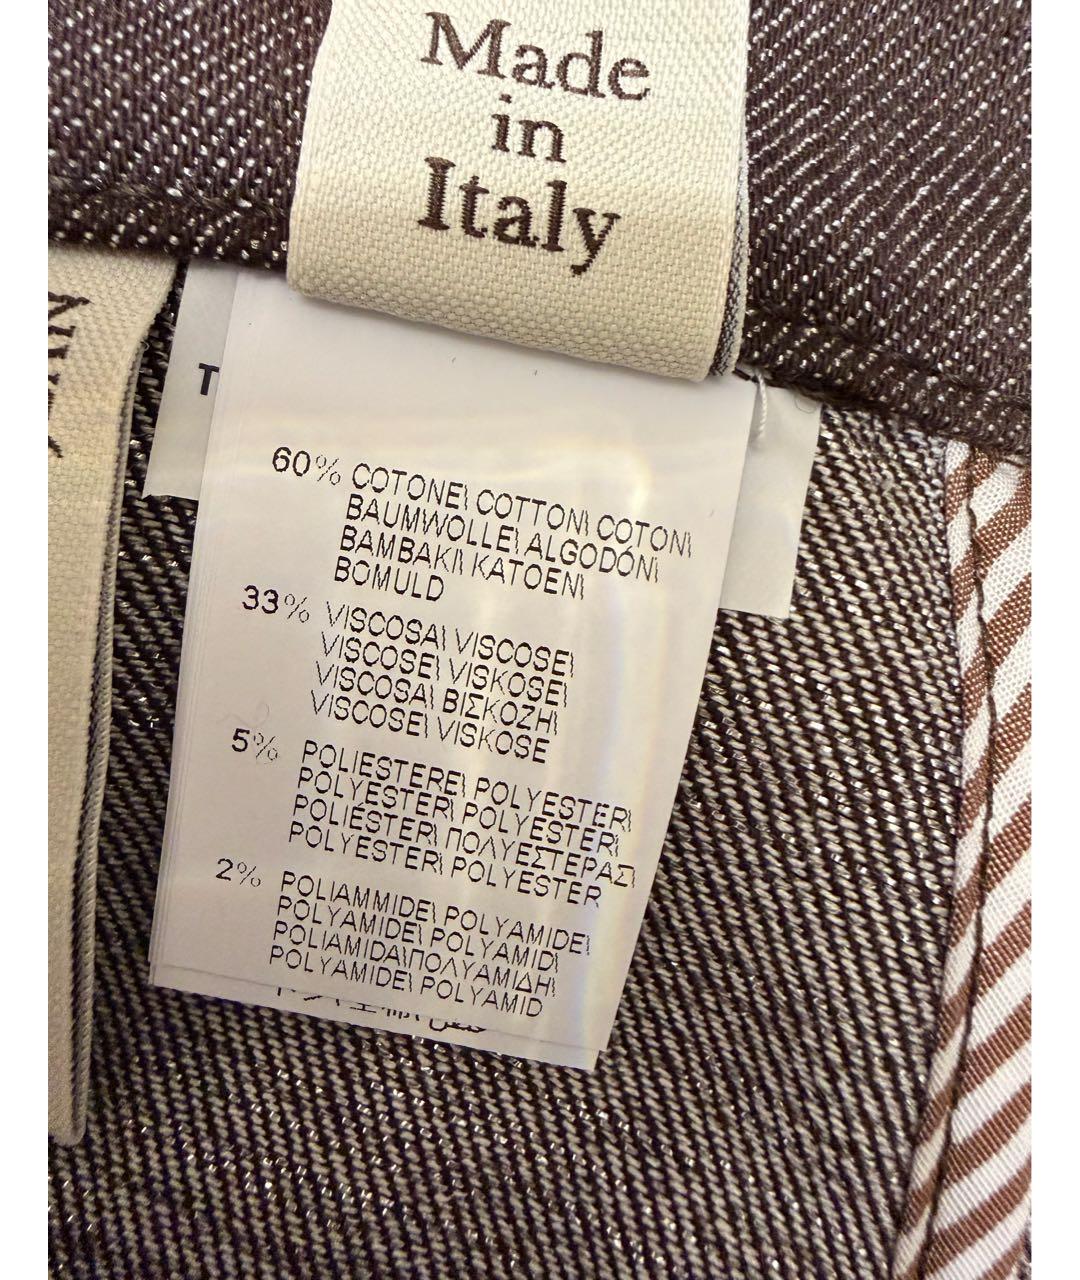 Made
in
Italy
T
60% COTONE\ COTTON\ COTON\
BAUMWOLLE\ ALGODÓN\
BAMBAKI\ KATOEN\
BOMULD
33% VISCOSA\ VISCOSE\
VISCOSE\ VISKOSE\
VISCOSA\ ΒΙΣΚΟΖΗ\
VISCOSE\ VISKOSE
5% POLIESTERE\ POLYESTER\
POLYESTER\ POLYESTER\
POLIÉSTER\ ΠΟΛΥΕΣΤΕΡΑΣ\
POLYESTER\ POLYESTER
2% POLIAMMIDE\ POLYAMIDE\
POLYAMIDE\ POLYAMID\
POLIAMIDA\ΠΟΛΥΑΜΙΔΗ\
POLYAMIDE\ POLYAMID